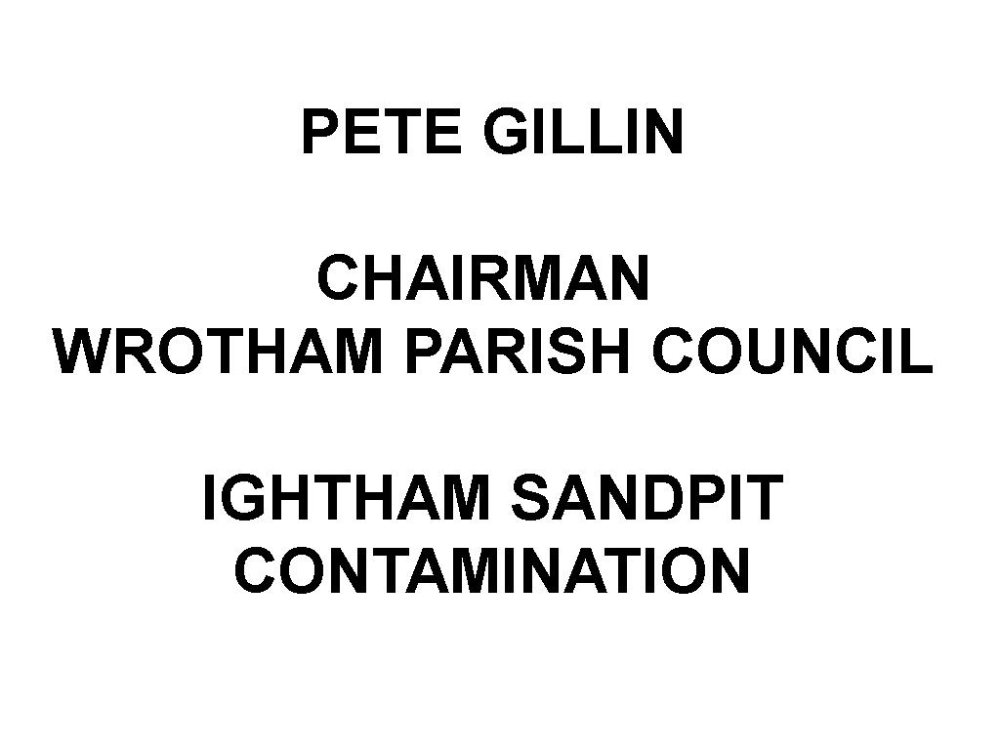 PETE GILLIN
CHAIRMAN
WROTHAM PARISH COUNCIL
IGHTHAM SANDPIT
CONTAMINATION